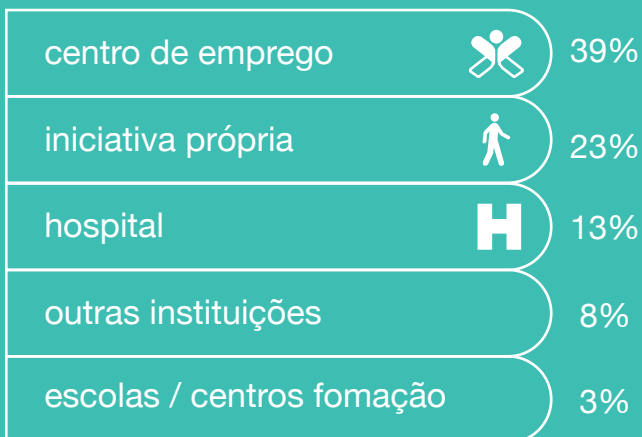 centro de emprego 39%
iniciativa própria 23%
hospital H 13%
outras instituições 8%
escolas / centros fomação 3%